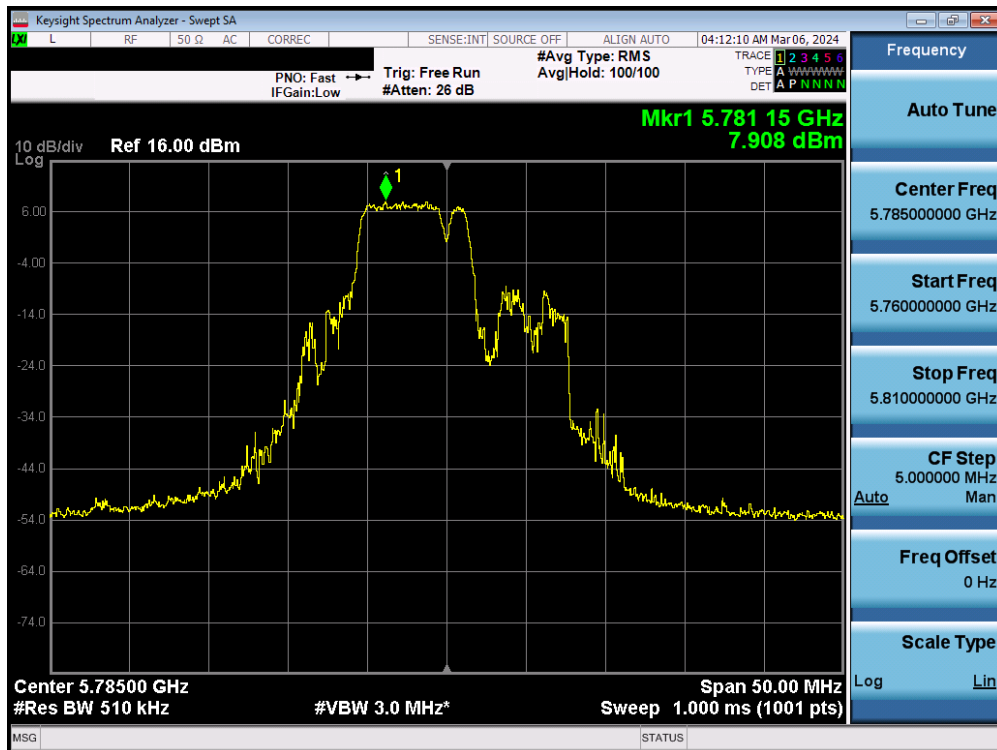 Keysight Spectrum Analyzer - Swept SA
LXI L RF 50 Ω AC CORREC SENSE:INT SOURCE OFF ALIGN AUTO 04:12:10 AM Mar 06, 2024
PNO: Fast Trig: Free Run #Avg Type: RMS TRACE 1 2 3 4 5 6
IFGain:Low #Atten: 26 dB Avg|Hold: 100/100 TYPE A WWWWW
DET A P N N N N
Mkr1 5.781 15 GHz
7.908 dBm
10 dB/div Ref 16.00 dBm
Log
1
6.00
-4.00
-14.0
-24.0
-34.0
-44.0
-54.0
-64.0
-74.0
Center 5.78500 GHz Span 50.00 MHz
#Res BW 510 kHz #VBW 3.0 MHz* Sweep 1.000 ms (1001 pts)
MSG STATUS
Frequency
Auto Tune
Center Freq
5.785000000 GHz
Start Freq
5.760000000 GHz
Stop Freq
5.810000000 GHz
CF Step
5.000000 MHz
Auto Man
Freq Offset
0 Hz
Scale Type
Log Lin